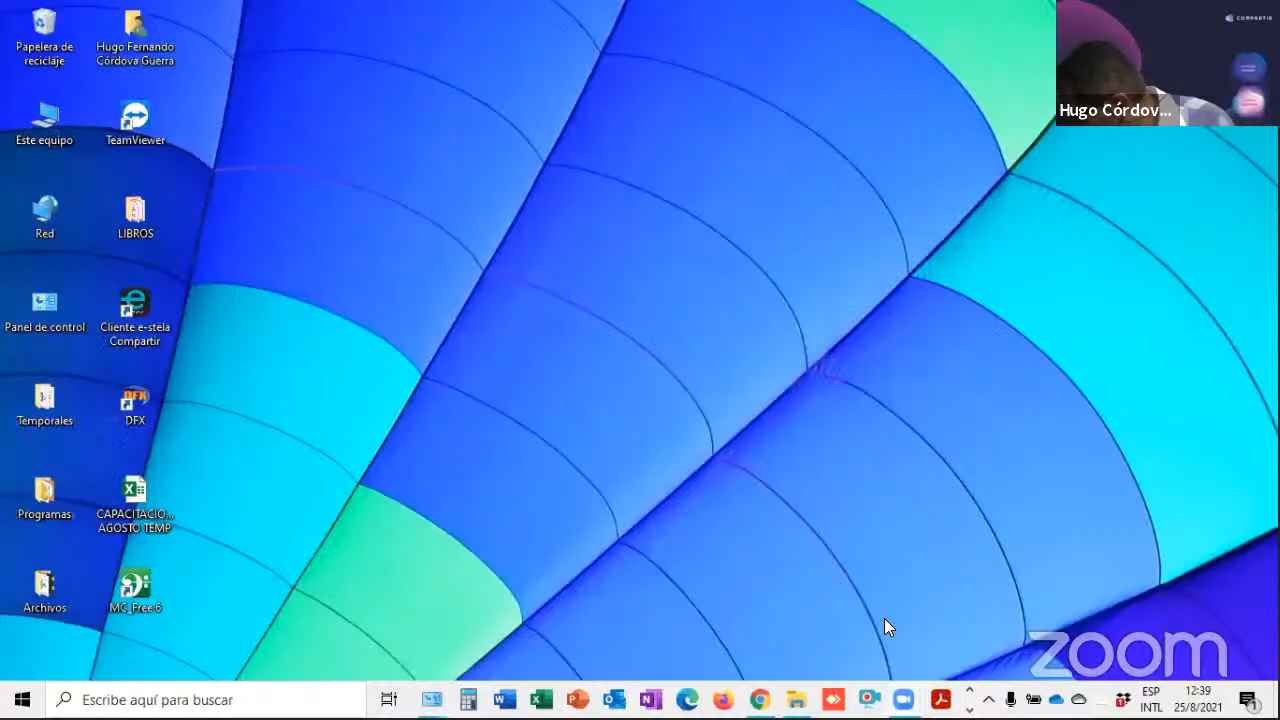 Papelera de
reciclaje
Hugo Fernando
Córdova Guerra
Este equipo
TeamViewer
Red
LIBROS
Panel de control
Cliente e-stela
Compartir
Temporales
DFX
Programas
CAPACITACIO...
AGOSTO TEMP
Archivos
MC_Free 6
COMPARTIR
Hugo Córdov...
zoom
Escribe aquí para buscar
ESP
INTL
12:39
25/8/2021
1